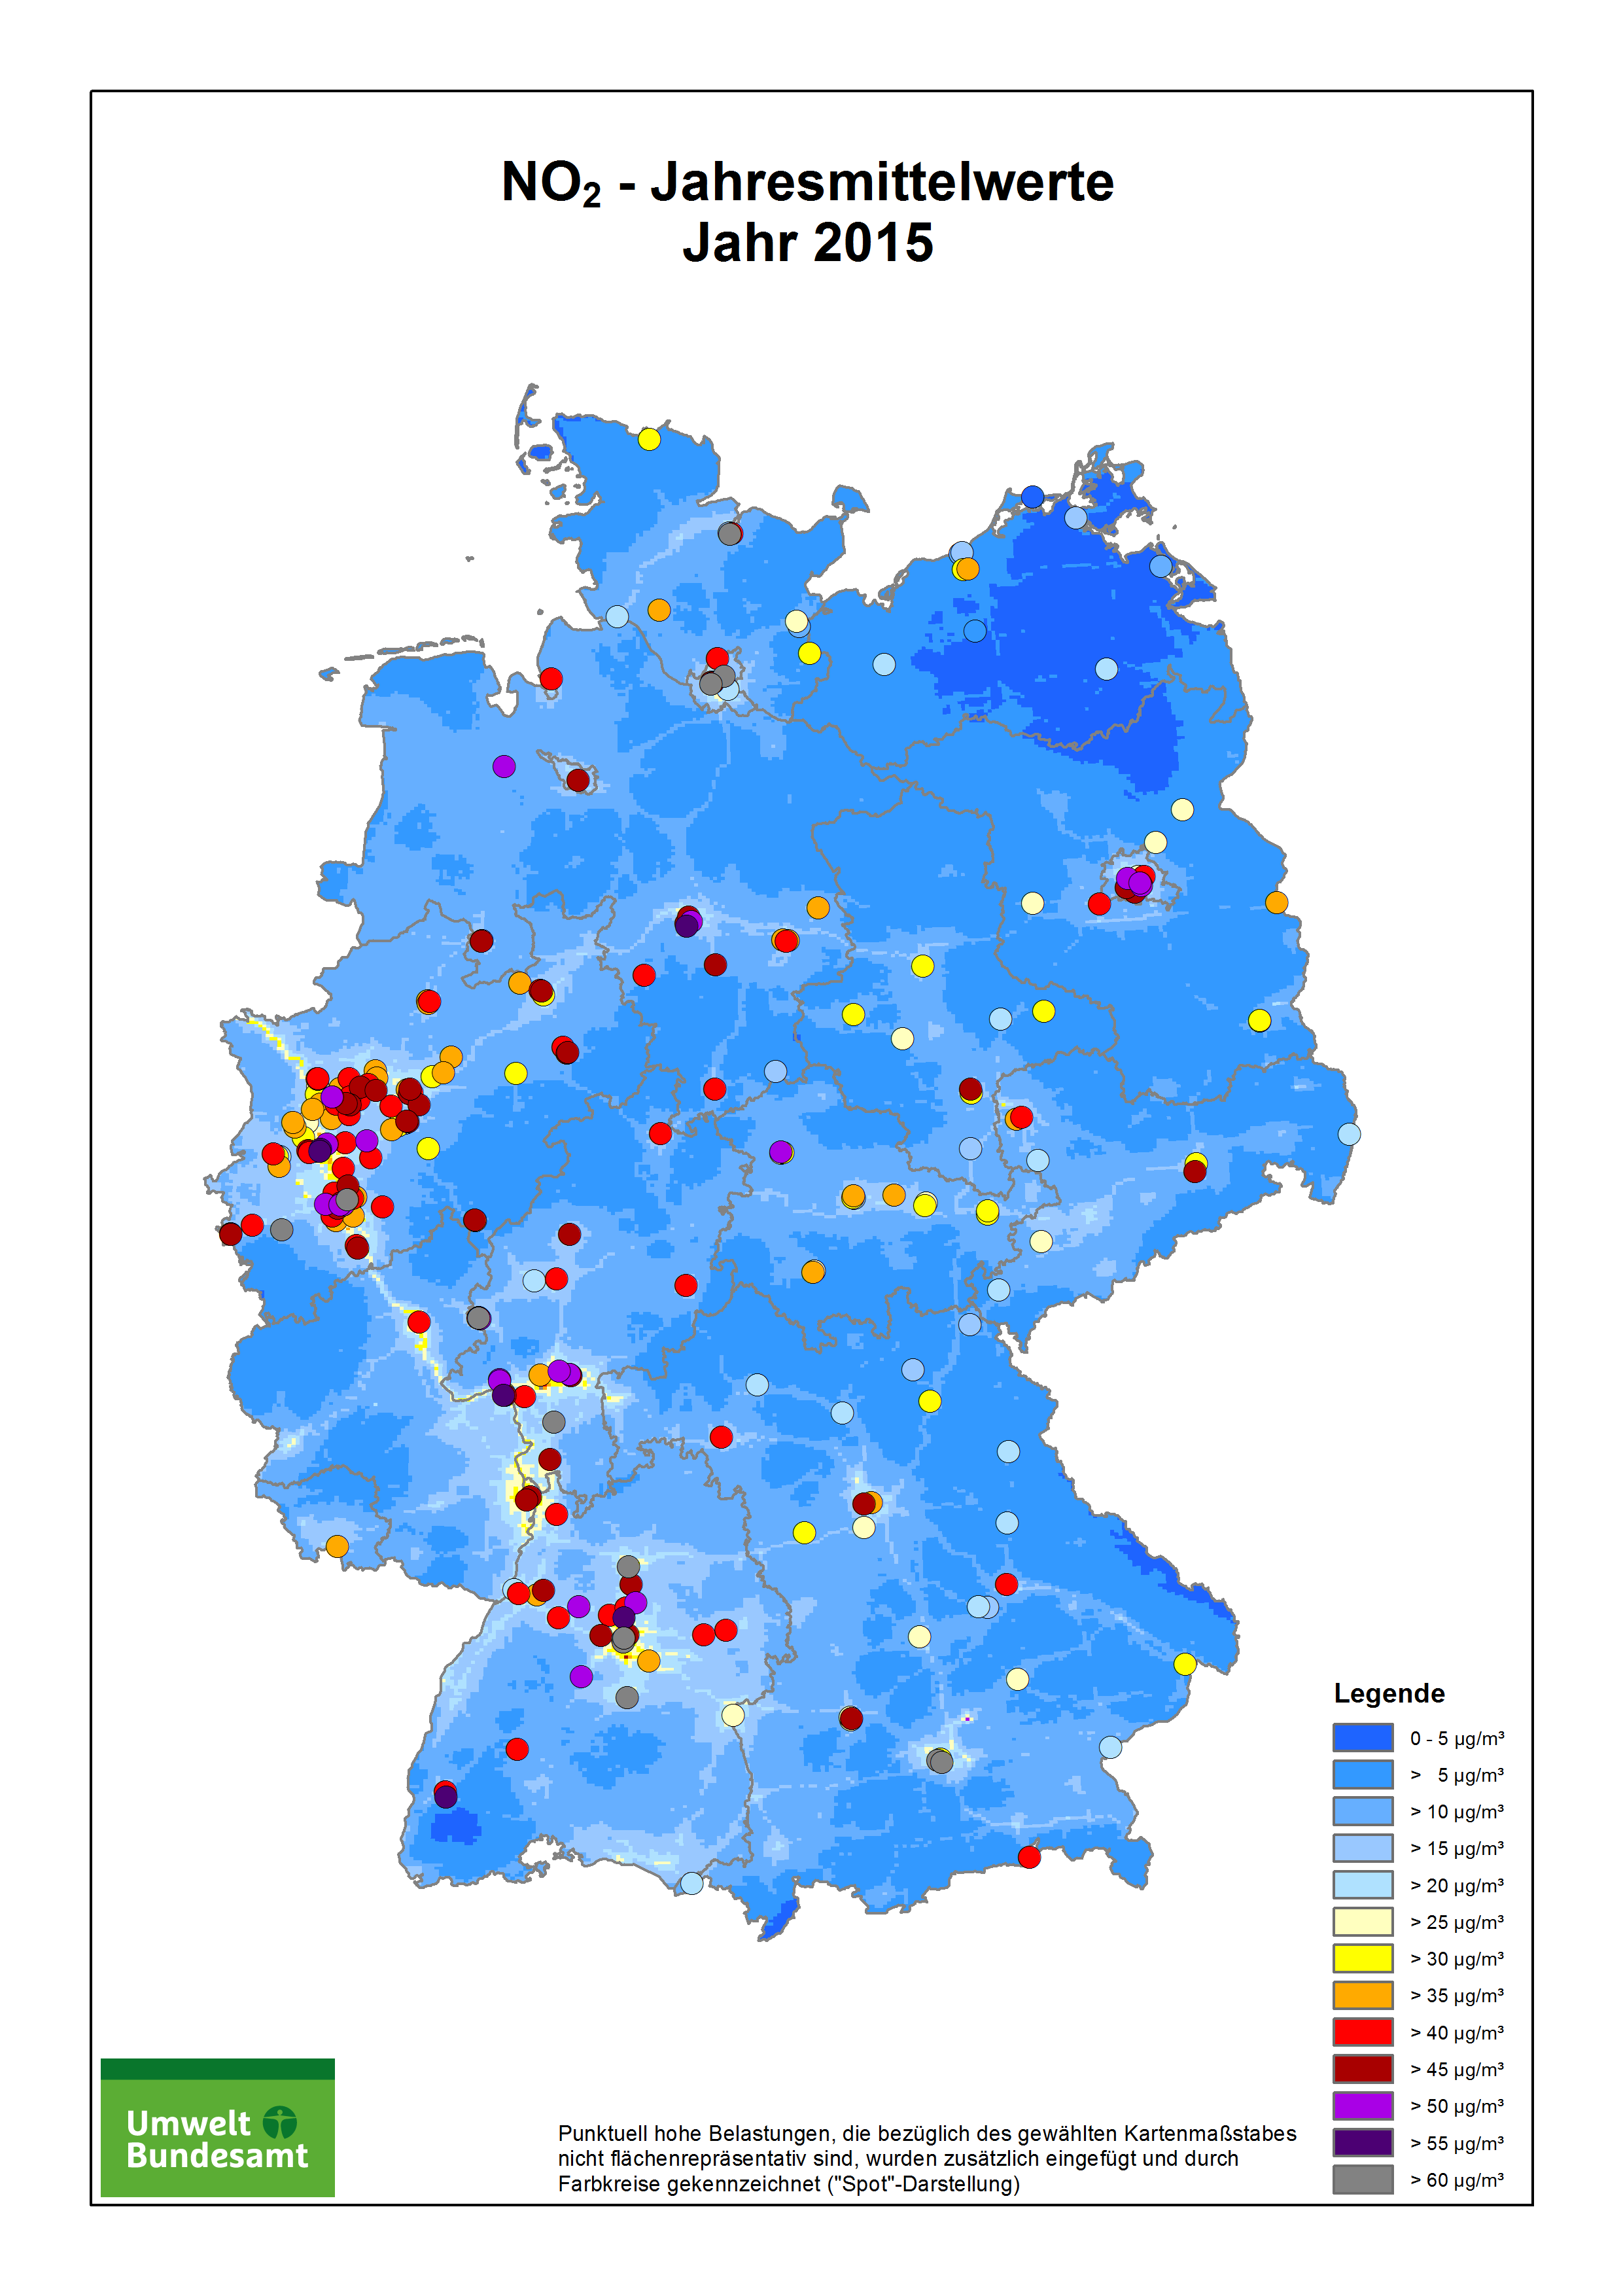 NO₂ - Jahresmittelwerte
Jahr 2015
Legende
0 - 5 µg/m³
> 5 µg/m³
> 10 µg/m³
> 15 µg/m³
> 20 µg/m³
> 25 µg/m³
> 30 µg/m³
> 35 µg/m³
> 40 µg/m³
> 45 µg/m³
> 50 µg/m³
> 55 µg/m³
> 60 µg/m³
Umwelt
Bundesamt
Punktuell hohe Belastungen, die bezüglich des gewählten Kartenmaßstabes
nicht flächenrepräsentativ sind, wurden zusätzlich eingefügt und durch
Farbkreise gekennzeichnet ("Spot"-Darstellung)